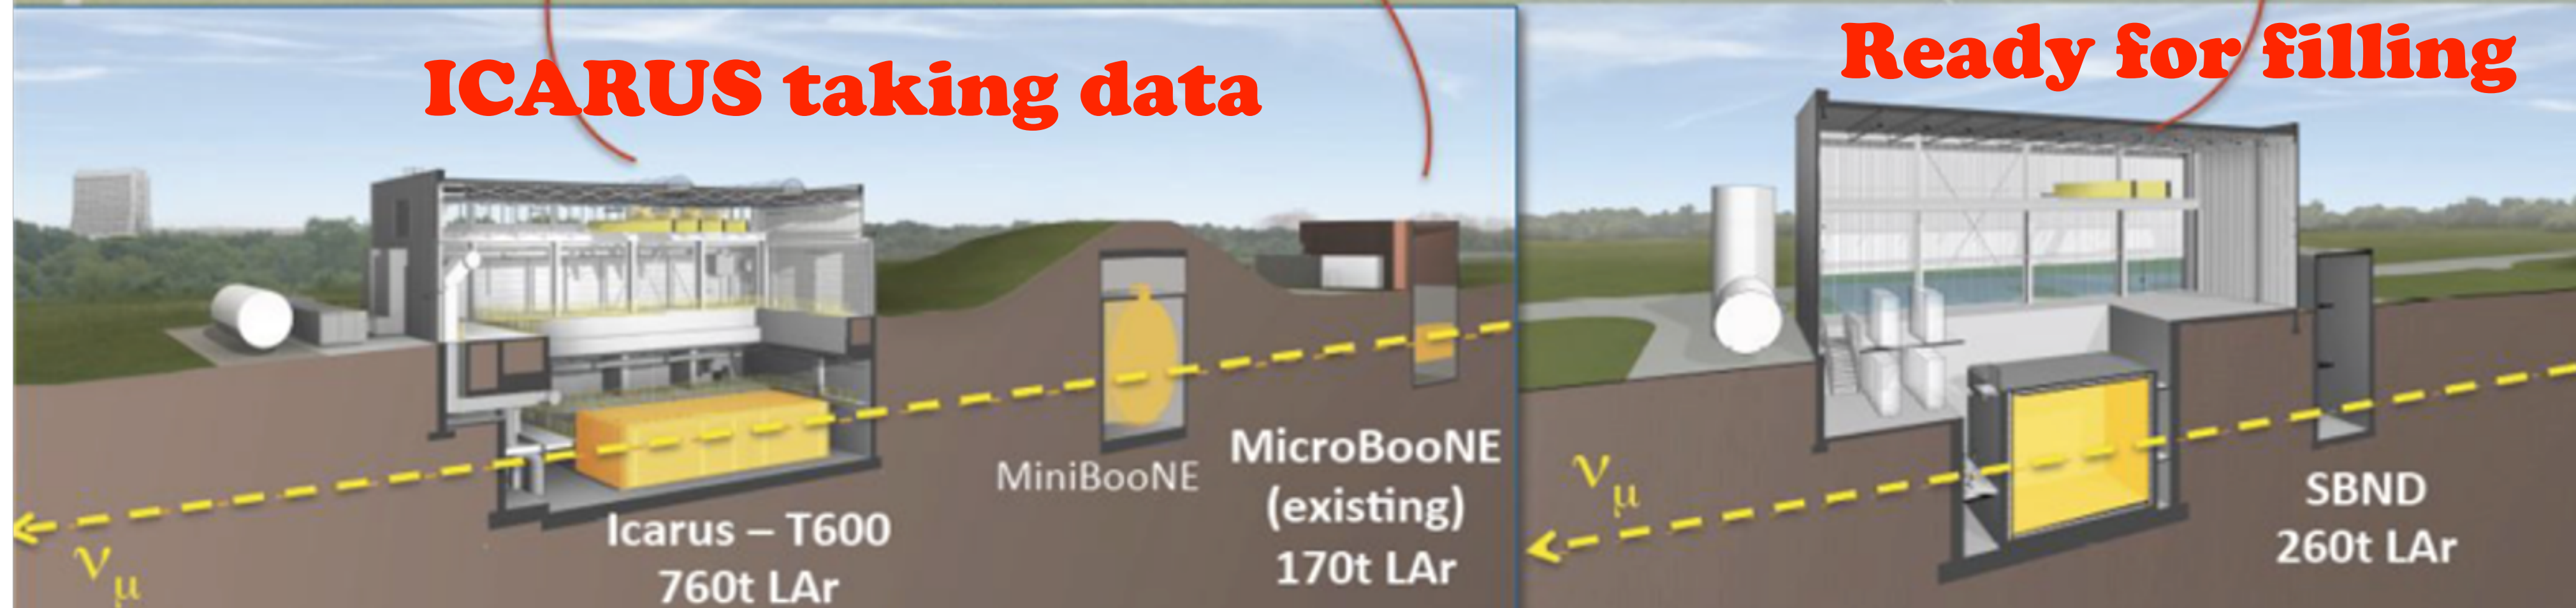 ICARUS taking data
Ready for filling
Icarus – T600
760t LAr
MiniBooNE
MicroBooNE
(existing)
170t LAr
νμ
νμ
SBND
260t LAr